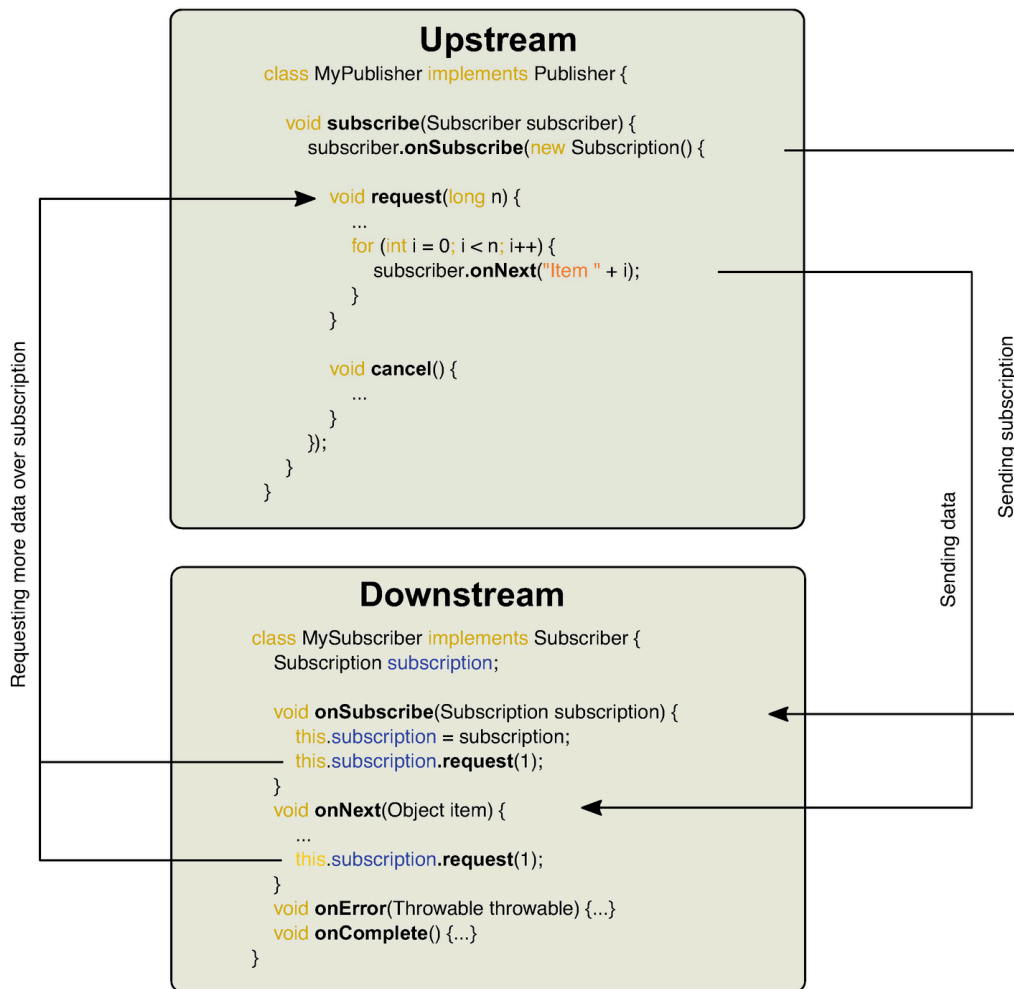 Upstream
class MyPublisher implements Publisher {
void subscribe(Subscriber subscriber) {
subscriber.onSubscribe(new Subscription() {
void request(long n) {
...
for (int i = 0; i < n; i++) {
subscriber.onNext("Item " + i);
}
}
void cancel() {
...
}
});
}
}
Requesting more data over subscription
Sending data
Sending subscription
Downstream
class MySubscriber implements Subscriber {
Subscription subscription;
void onSubscribe(Subscription subscription) {
this.subscription = subscription;
this.subscription.request(1);
}
void onNext(Object item) {
...
this.subscription.request(1);
}
void onError(Throwable throwable) {...}
void onComplete() {...}
}